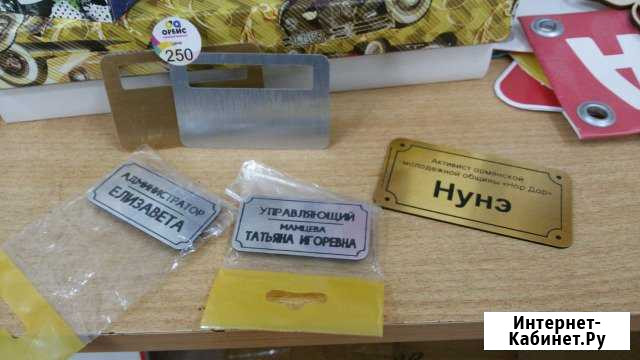 ОРБИС
250
АДМИНИСТРАТОР
ЕЛИЗАВЕТА
УПРАВЛЯЮЩИЙ
МАМЦЕВА
ТАТЬЯНА ИГОРЕВНА
Активист армянской
молодежной общины «Нор Дар»
Нунэ
Интернет-
Кабинет.Ру